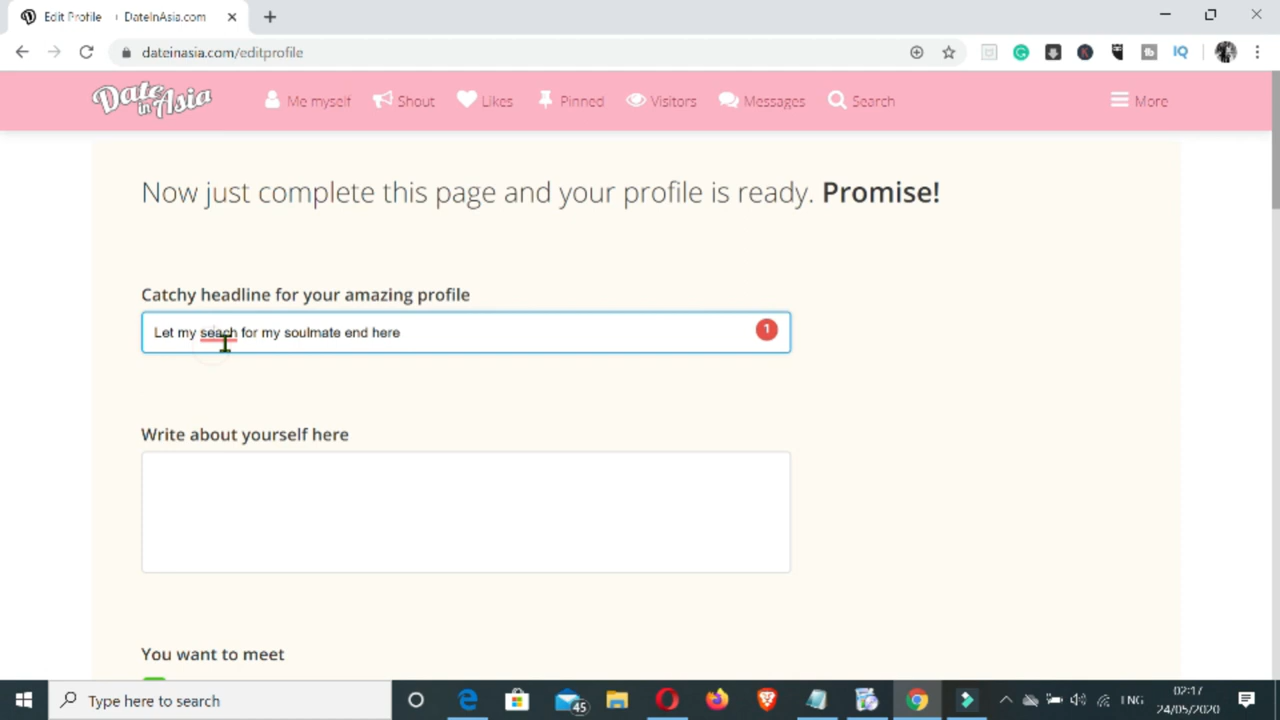 Edit Profile | DateInAsia.com
dateinasia.com/editprofile
IQ
Date in Asia
Me myself
Shout
Likes
Pinned
Visitors
Messages
Search
More
Now just complete this page and your profile is ready. Promise!
Catchy headline for your amazing profile
Let my seach for my soulmate end here
1
Write about yourself here
You want to meet
Type here to search
45
ENG
02:17
24/05/2020